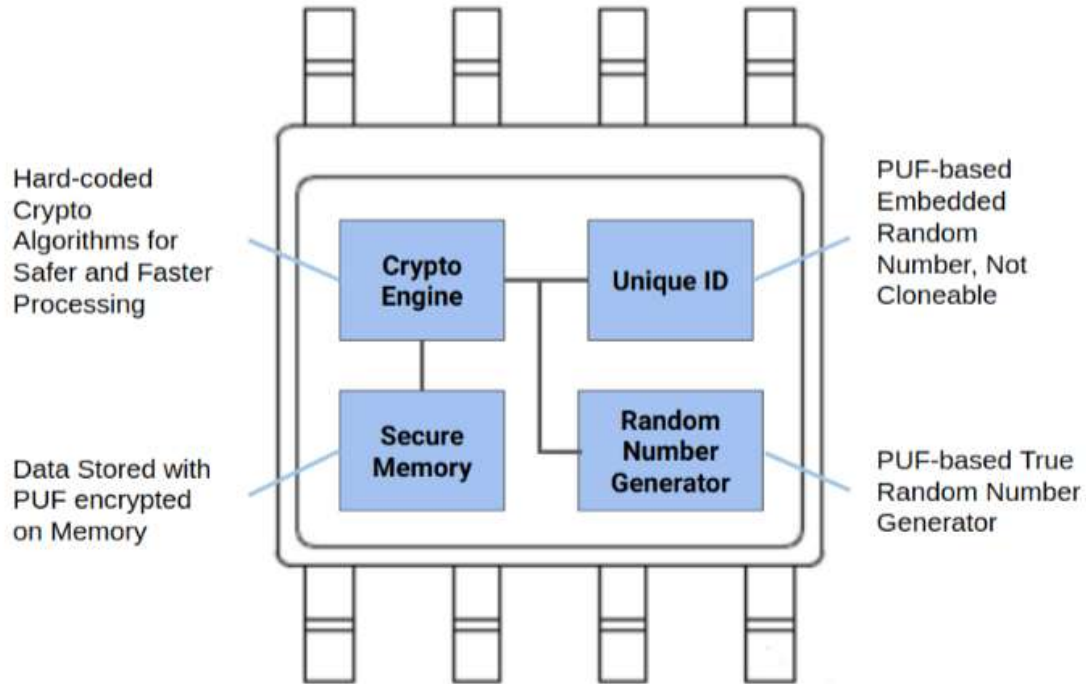 Hard-coded
Crypto
Algorithms for
Safer and Faster
Processing
Crypto
Engine
Unique ID
PUF-based
Embedded
Random
Number, Not
Cloneable
Data Stored with
PUF encrypted
on Memory
Secure
Memory
Random
Number
Generator
PUF-based True
Random Number
Generator